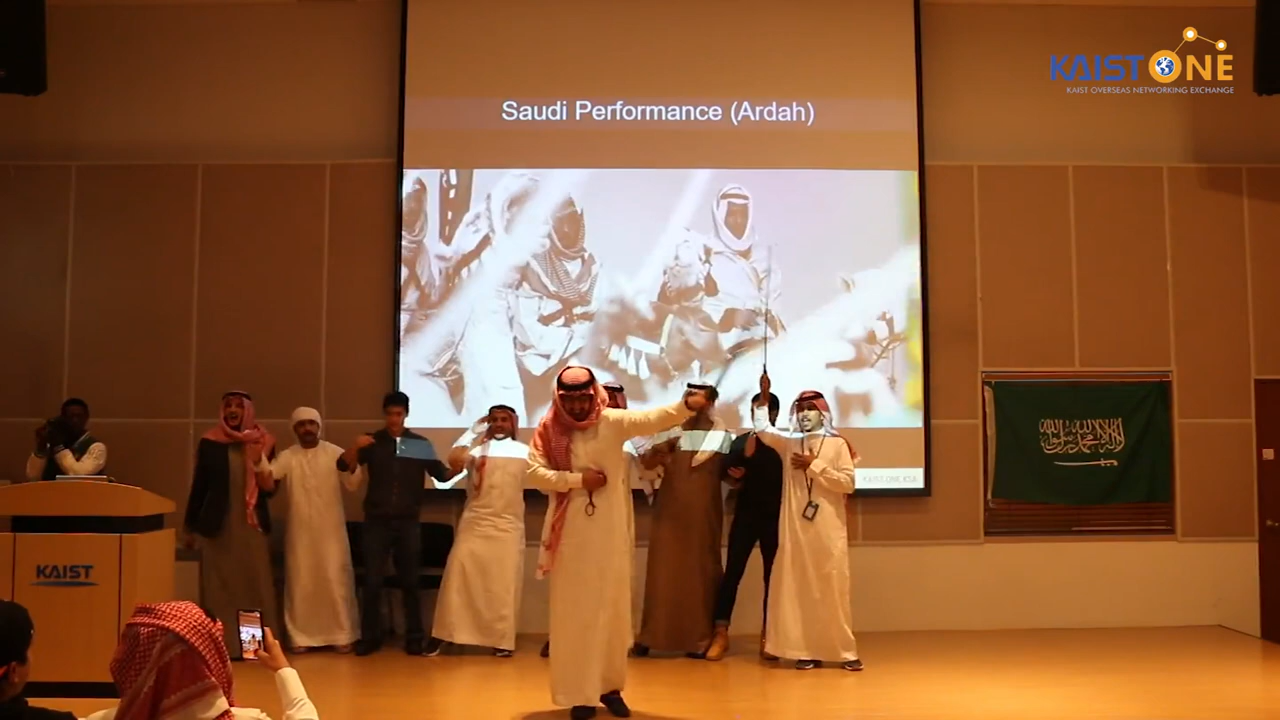 KAIST ONE
KAIST OVERSEAS NETWORKING EXCHANGE
Saudi Performance (Ardah)
لا إله إلا الله محمد رسول الله
KAIST ONE KSA
KAIST